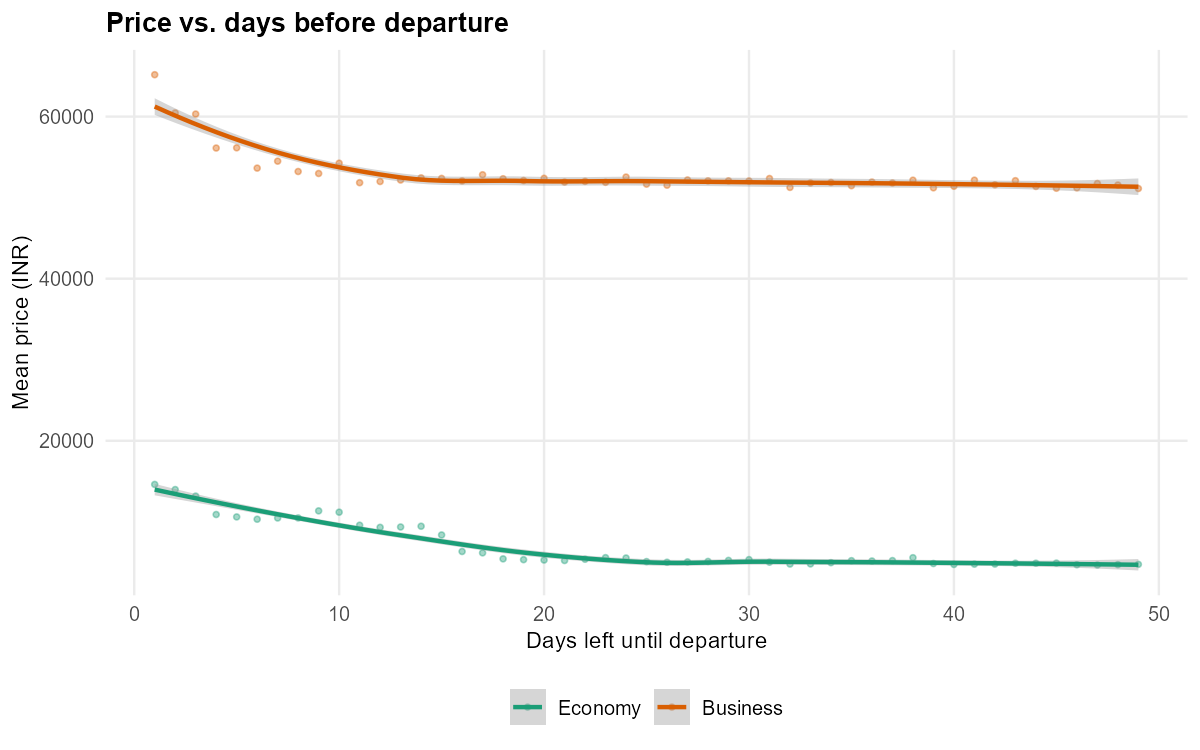 Price vs. days before departure
Mean price (INR)
60000
40000
20000
0 10 20 30 40 50
Days left until departure
Economy Business